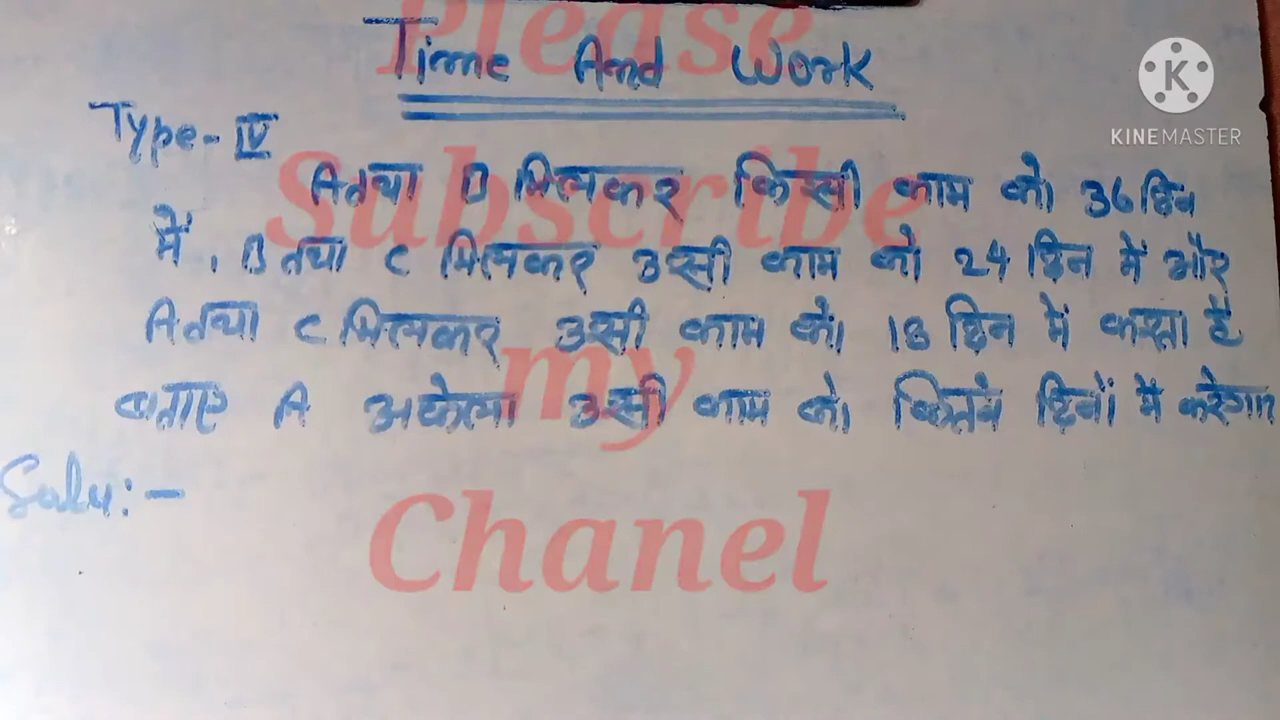 Time And Work
Type-IV
A तथा B मिलकर किसी काम को 36 दिन
में, B तथा C मिलकर उसी काम को 24 दिन में और
A तथा C मिलकर उसी काम को 18 दिन में करता है
बताए A अकेला उसी काम को कितने दिनों में करेगा
Solu:-
Please
Subscribe
my
Chanel
K
KINEMASTER